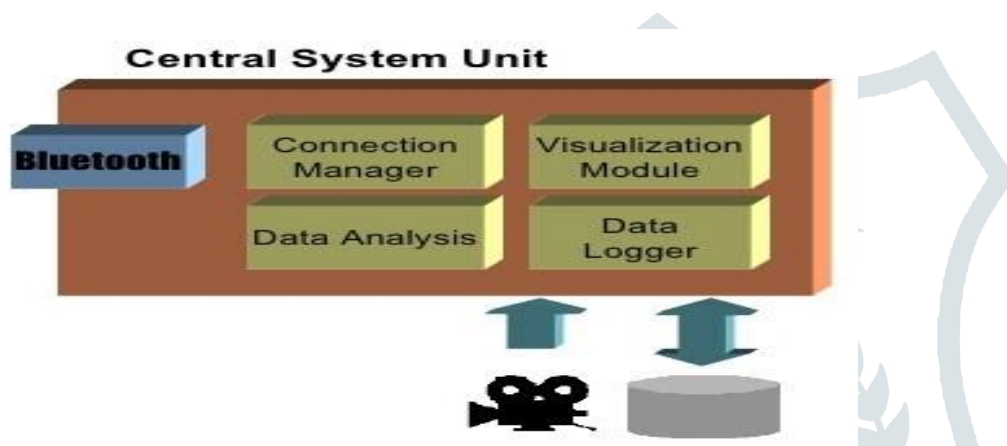 Central System Unit
Bluetooth
Connection
Manager
Visualization
Module
Data Analysis
Data
Logger